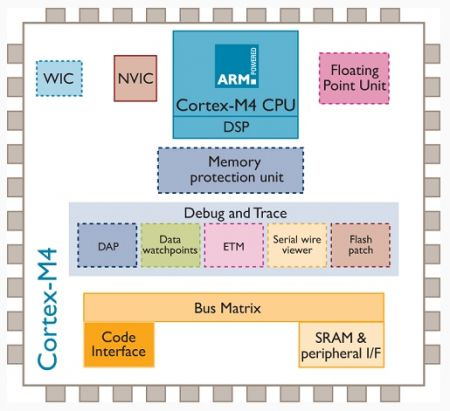 WIC
NVIC
ARM
POWERED
Cortex-M4 CPU
DSP
Floating
Point Unit
Memory
protection unit
Debug and Trace
DAP
Data
watchpoints
ETM
Serial wire
viewer
Flash
patch
Cortex-M4
Bus Matrix
Code
Interface
SRAM &
peripheral I/F